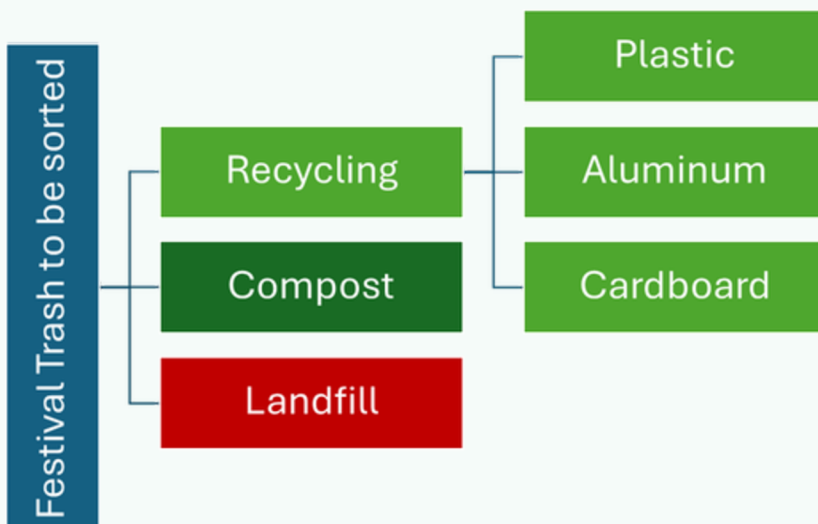 Festival Trash to be sorted
Recycling
Compost
Landfill
Plastic
Aluminum
Cardboard